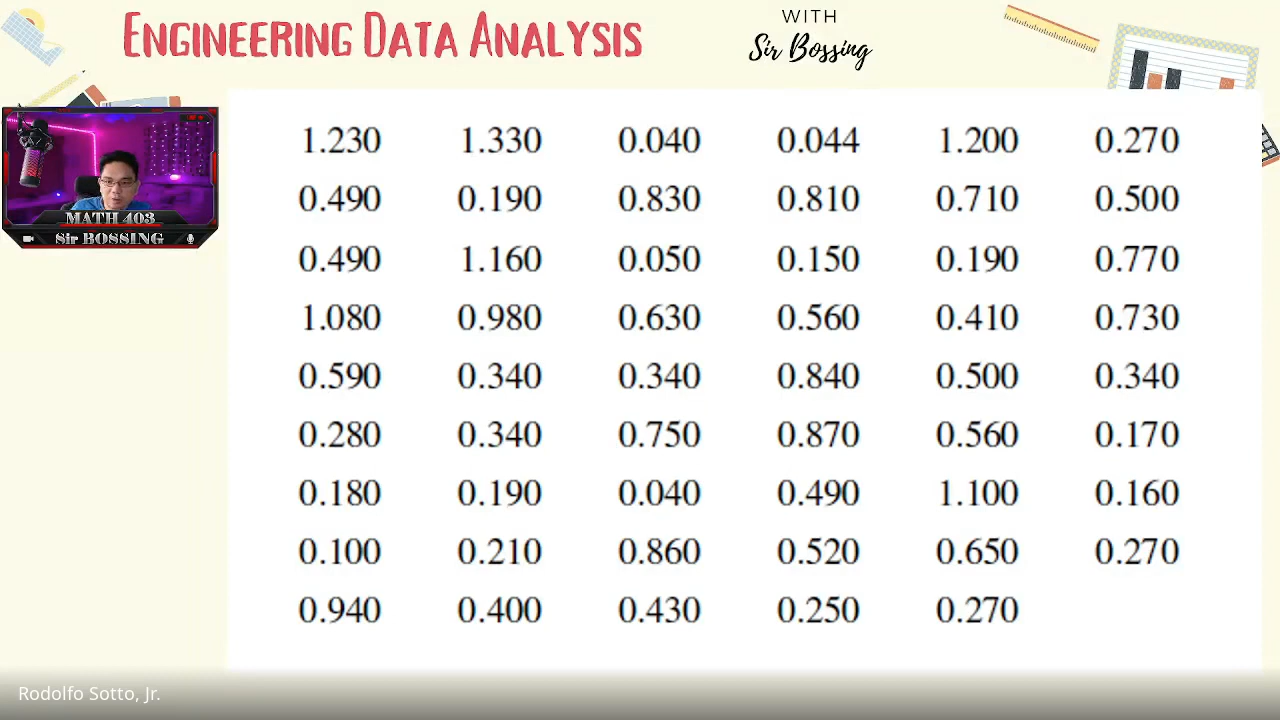 ENGINEERING DATA ANALYSIS
WITH
Sir Bossing
MATH 403
Sir BOSSING
1.230 1.330 0.040 0.044 1.200 0.270
0.490 0.190 0.830 0.810 0.710 0.500
0.490 1.160 0.050 0.150 0.190 0.770
1.080 0.980 0.630 0.560 0.410 0.730
0.590 0.340 0.340 0.840 0.500 0.340
0.280 0.340 0.750 0.870 0.560 0.170
0.180 0.190 0.040 0.490 1.100 0.160
0.100 0.210 0.860 0.520 0.650 0.270
0.940 0.400 0.430 0.250 0.270
Rodolfo Sotto, Jr.